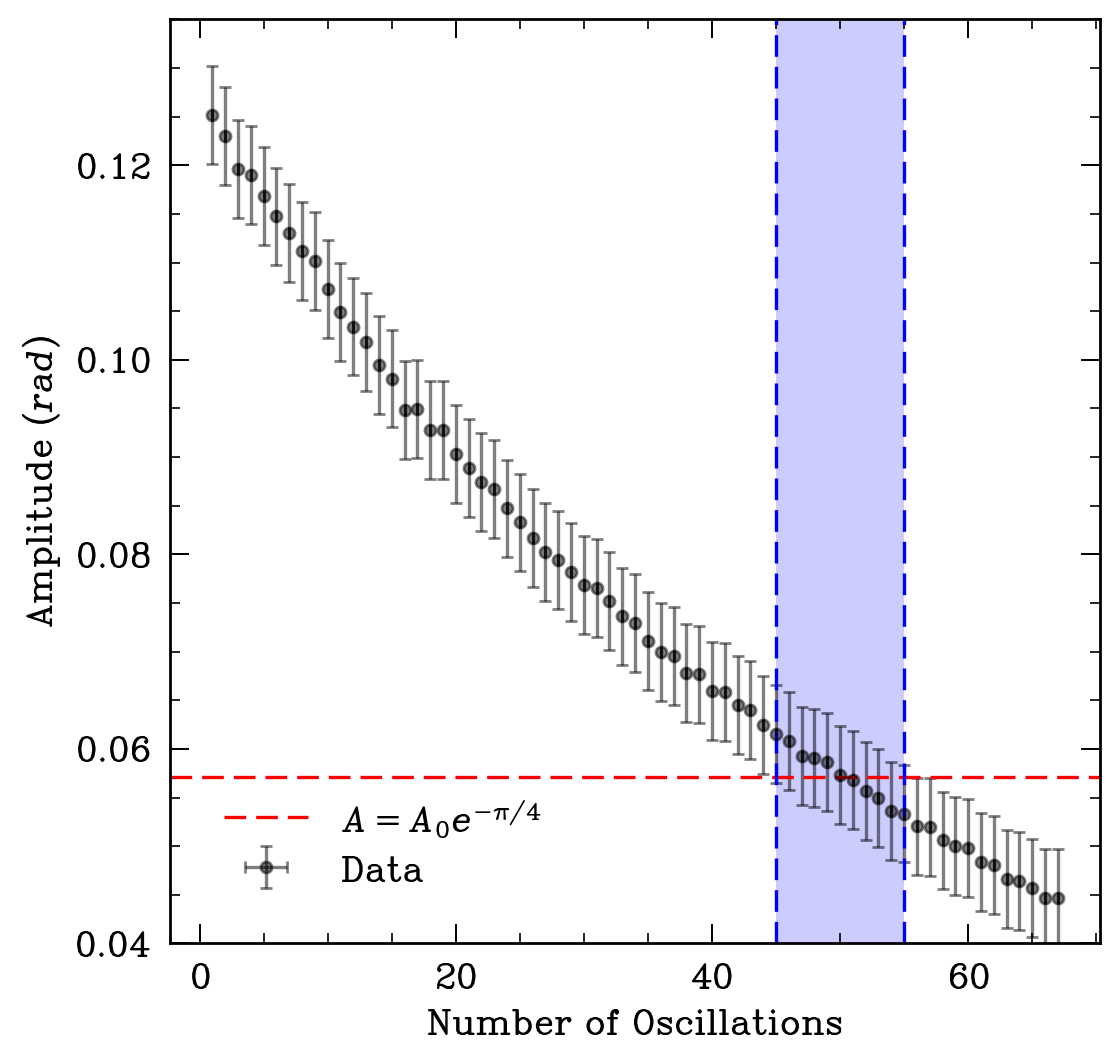 0.12
0.10
0.08
0.06
0.04
Amplitude (rad)
A = A₀e^{-π/4}
Data
0 20 40 60
Number of Oscillations